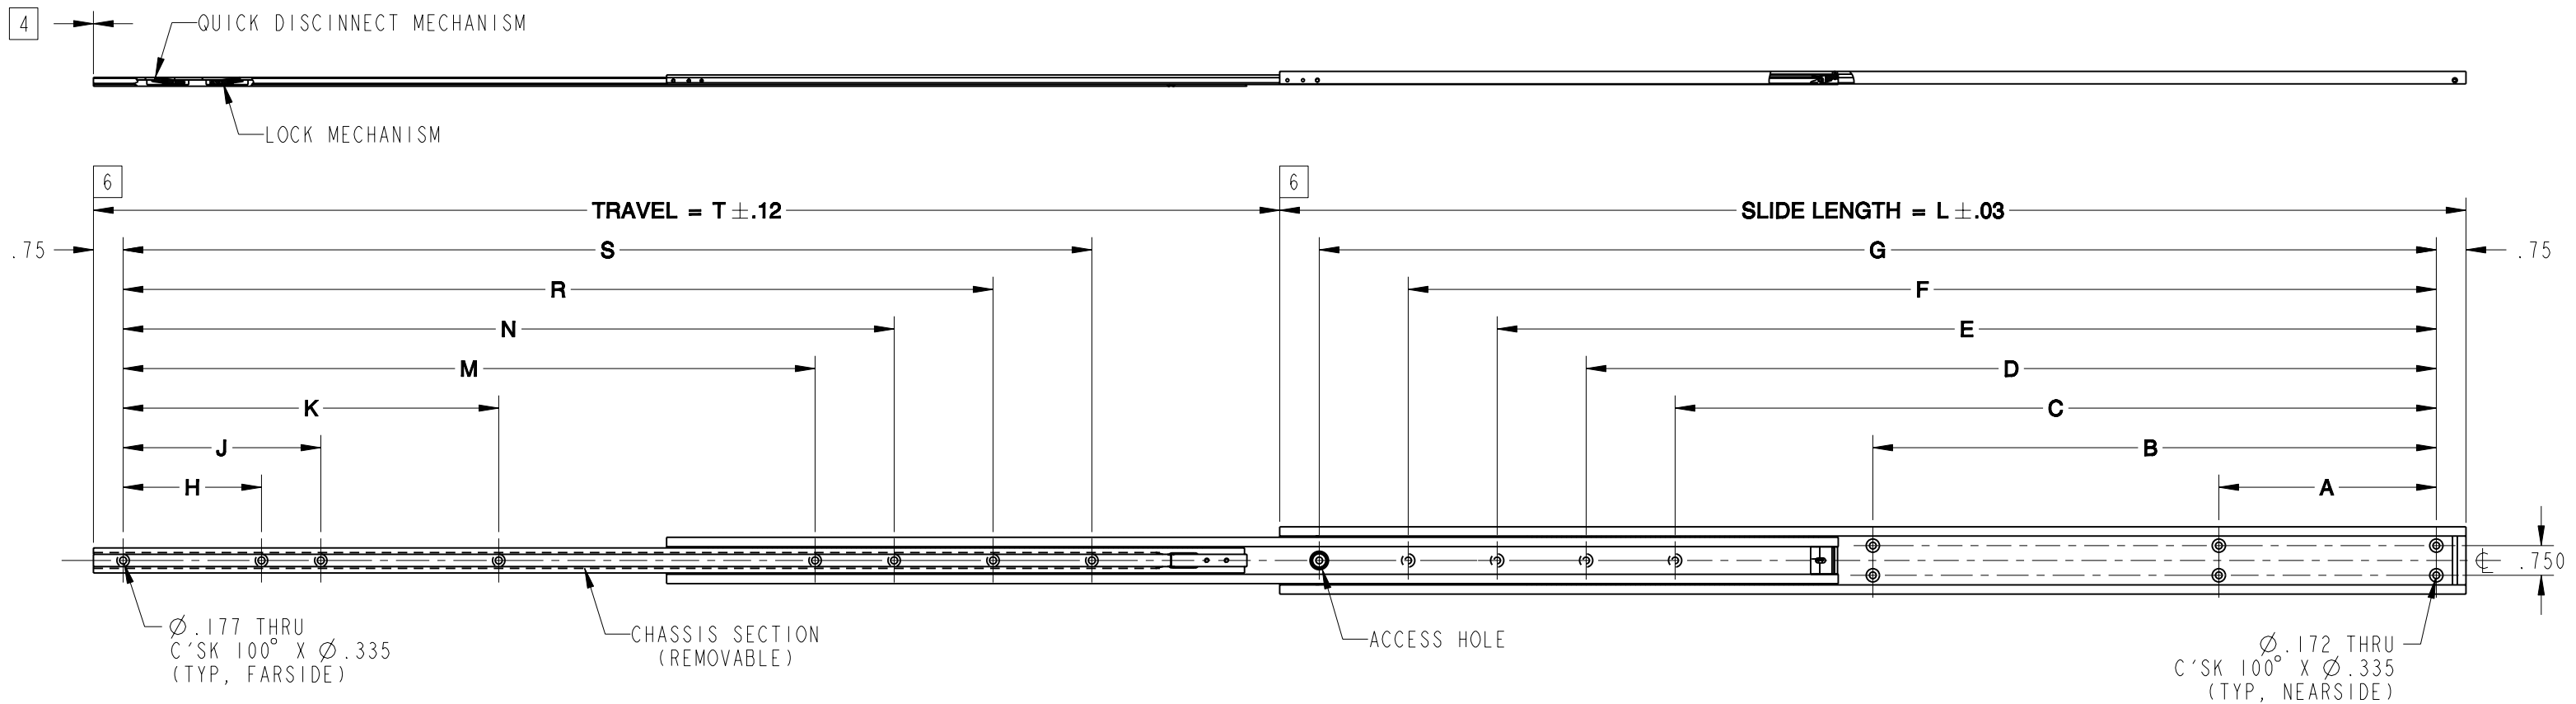 4
QUICK DISCINNECT MECHANISM
LOCK MECHANISM
6
6
TRAVEL = T ±.12
SLIDE LENGTH = L ±.03
.75
S
G
.75
R
F
N
E
M
D
K
C
J
B
H
A
℄ .750
Ø.177 THRU
C'SK 100° X Ø.335
(TYP, FARSIDE)
CHASSIS SECTION
(REMOVABLE)
ACCESS HOLE
Ø.172 THRU
C'SK 100° X Ø.335
(TYP, NEARSIDE)